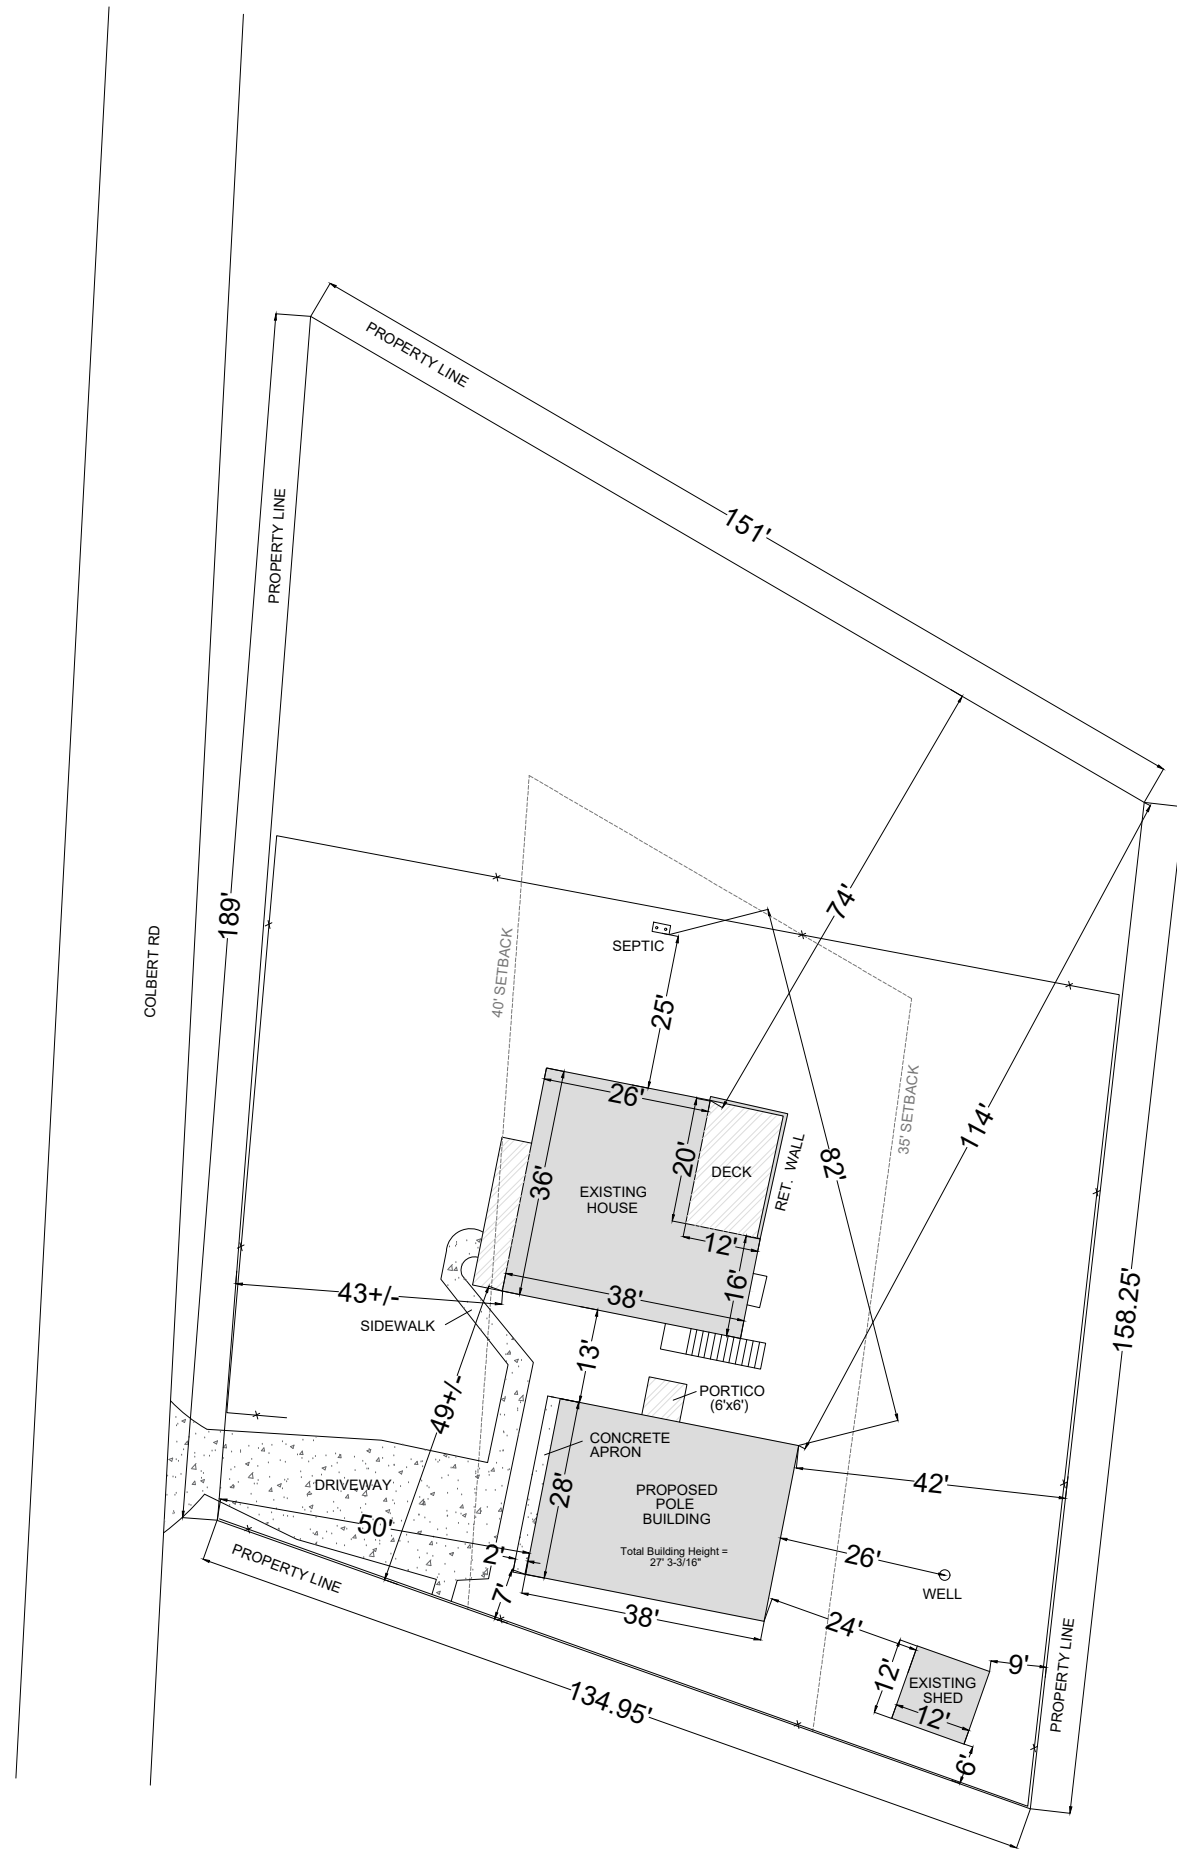 PROPERTY LINE
151'
PROPERTY LINE
189'
COLBERT RD
74'
SEPTIC
40' SETBACK
25'
35' SETBACK
114'
26'
20'
DECK
RET. WALL
82'
36'
EXISTING
HOUSE
12'
16'
43+/-
38'
SIDEWALK
158.25'
13'
PORTICO
(6'x6')
49+/-
CONCRETE
APRON
DRIVEWAY
28'
PROPOSED
POLE
BUILDING
42'
50'
2'
Total Building Height =
27' 3-3/16"
26'
WELL
PROPERTY LINE
7'
38'
24'
9'
12'
EXISTING
SHED
12'
PROPERTY LINE
134.95'
6'